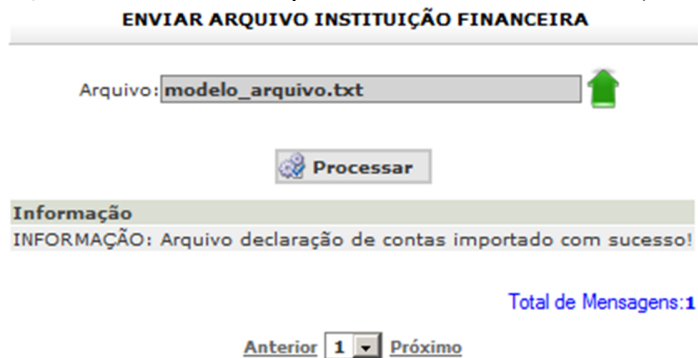 ENVIAR ARQUIVO INSTITUIÇÃO FINANCEIRA
Arquivo: modelo_arquivo.txt
Processar
Informação
INFORMAÇÃO: Arquivo declaração de contas importado com sucesso!
Total de Mensagens:1
Anterior 1 Próximo